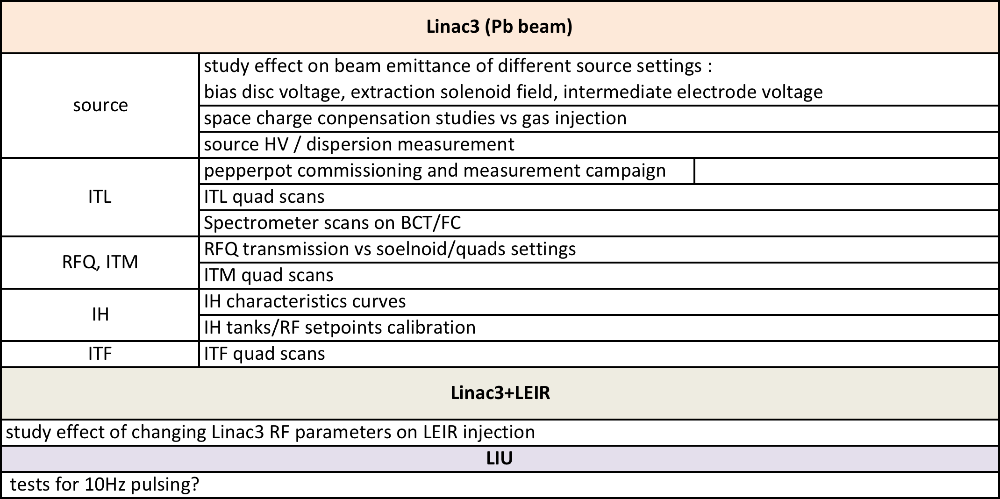 Linac3 (Pb beam)
source
study effect on beam emittance of different source settings :
bias disc voltage, extraction solenoid field, intermediate electrode voltage
space charge conpensation studies vs gas injection
source HV / dispersion measurement
ITL
pepperpot commissioning and measurement campaign
ITL quad scans
Spectrometer scans on BCT/FC
RFQ, ITM
RFQ transmission vs soelnoid/quads settings
ITM quad scans
IH
IH characteristics curves
IH tanks/RF setpoints calibration
ITF
ITF quad scans
Linac3+LEIR
study effect of changing Linac3 RF parameters on LEIR injection
LIU
tests for 10Hz pulsing?